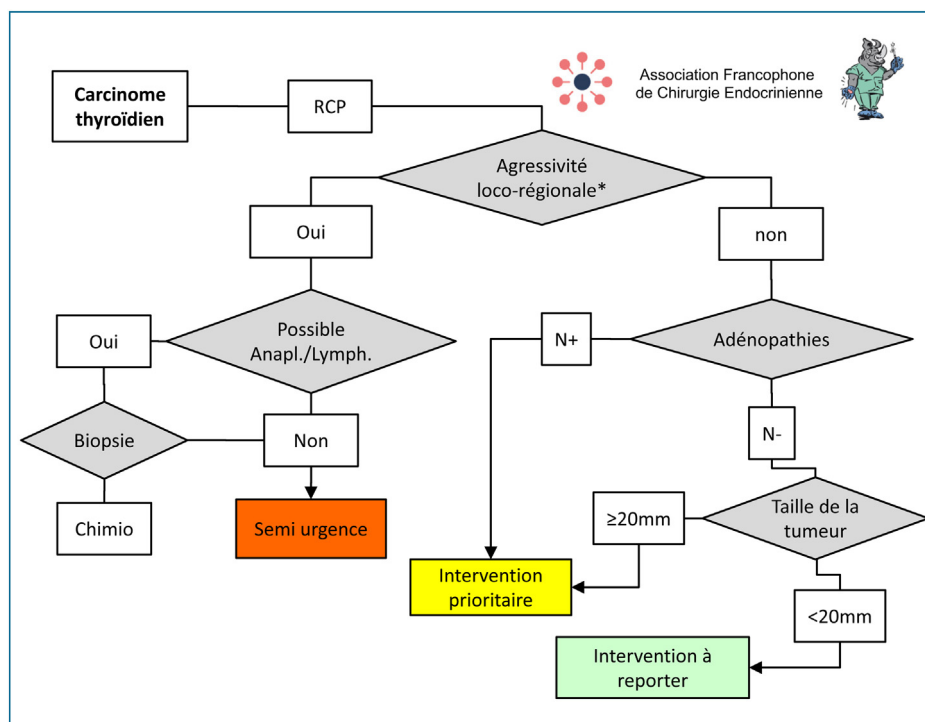 Association Francophone
de Chirurgie Endocrinienne
Carcinome
thyroïdien
RCP
Agressivité
loco-régionale*
Oui
non
Possible
Anapl./Lymph.
Oui
N+
Adénopathies
Biopsie
Non
N-
Chimio
Semi urgence
≥20mm
Taille de la
tumeur
Intervention
prioritaire
<20mm
Intervention à
reporter